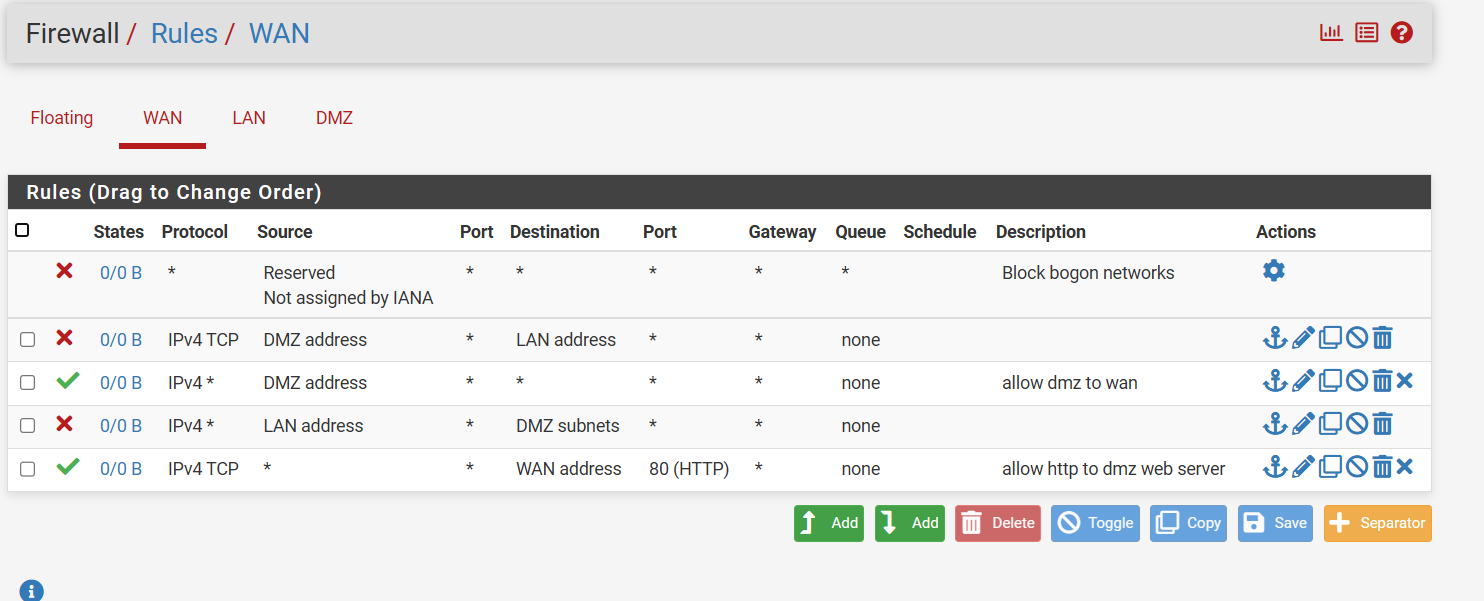 Firewall / Rules / WAN
Floating WAN LAN DMZ
Rules (Drag to Change Order)
States Protocol Source Port Destination Port Gateway Queue Schedule Description Actions
0/0 B * Reserved * * * * * Block bogon networks
Not assigned by IANA
0/0 B IPv4 TCP DMZ address * LAN address * * none
0/0 B IPv4 * DMZ address * * * * none allow dmz to wan
0/0 B IPv4 * LAN address * DMZ subnets * * none
0/0 B IPv4 TCP * * WAN address 80 (HTTP) * none allow http to dmz web server
Add Add Delete Toggle Copy Save Separator